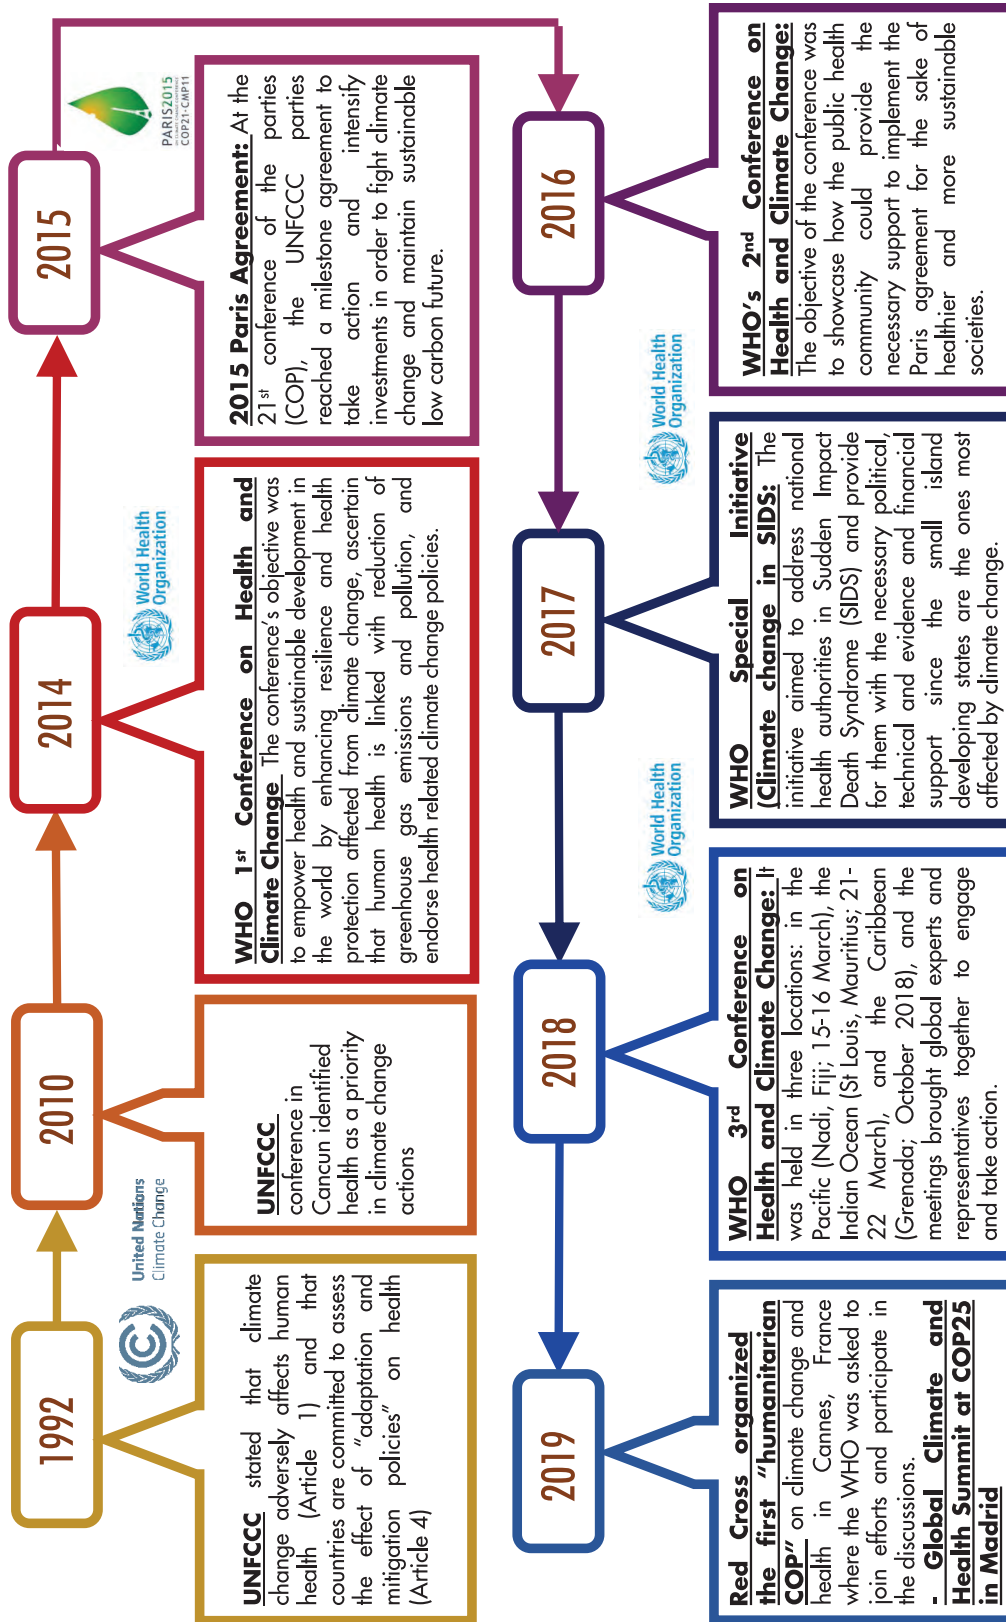 1992
United Nations
Climate Change
UNFCCC stated that climate
change adversely affects human
health (Article 1) and that
countries are committed to assess
the effect of "adaptation and
mitigation policies" on health
(Article 4)
2010
UNFCCC
conference in
Cancun identified
health as a priority
in climate change
actions
2014
World Health
Organization
WHO 1st Conference on Health and
Climate Change The conference's objective was
to empower health and sustainable development in
the world by enhancing resilience and health
protection affected from climate change, ascertain
that human health is linked with reduction of
greenhouse gas emissions and pollution, and
endorse health related climate change policies.
2015
PARIS2015
COP21·CMP11
2015 Paris Agreement: At the
21st conference of the parties
(COP), the UNFCCC parties
reached a milestone agreement to
take action and intensify
investments in order to fight climate
change and maintain sustainable
low carbon future.
2016
World Health
Organization
WHO's 2nd Conference on
Health and Climate Change:
The objective of the conference was
to showcase how the public health
community could provide the
necessary support to implement the
Paris agreement for the sake of
healthier and more sustainable
societies.
2017
World Health
Organization
WHO Special Initiative
(Climate change in SIDS: The
initiative aimed to address national
health authorities in Sudden Impact
Death Syndrome (SIDS) and provide
for them with the necessary political,
technical and evidence and financial
support since the small island
developing states are the ones most
affected by climate change.
2018
WHO 3rd Conference on
Health and Climate Change: It
was held in three locations: in the
Pacific (Nadi, Fiji; 15-16 March), the
Indian Ocean (St Louis, Mauritius; 21-
22 March), and the Caribbean
(Grenada; October 2018), and the
meetings brought global experts and
representatives together to engage
and take action.
2019
Red Cross organized
the first "humanitarian
COP" on climate change and
health in Cannes, France
where the WHO was asked to
join efforts and participate in
the discussions.
- Global Climate and
Health Summit at COP25
in Madrid